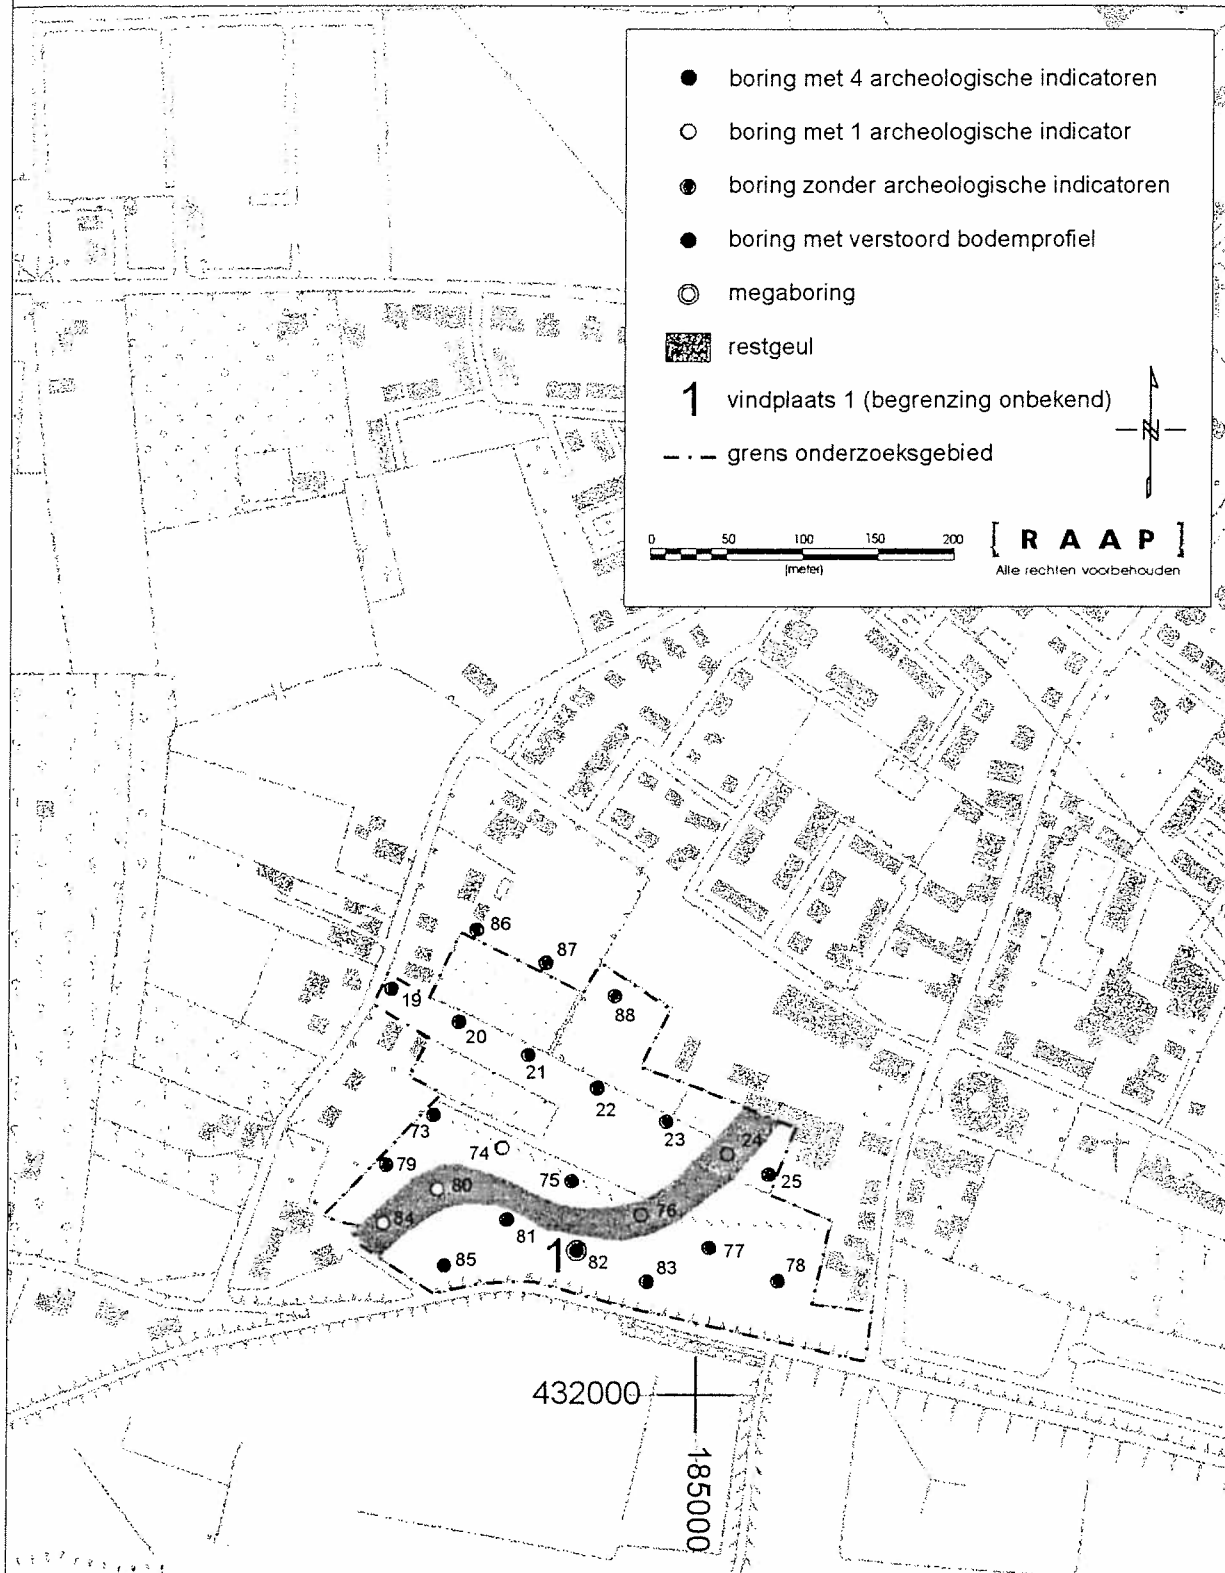 boring met 4 archeologische indicatoren
boring met 1 archeologische indicator
boring zonder archeologische indicatoren
boring met verstoord bodemprofiel
megaboring
restgeul
1 vindplaats 1 (begrenzing onbekend)
grens onderzoeksgebied
N
0 50 100 150 200
(meter)
[ R A A P ]
Alle rechten voorbehouden
86
87
19
88
20
21
22
23
73
74
24
79
75
25
80
84
76
81
1
82
77
85
83
78
432000
185000